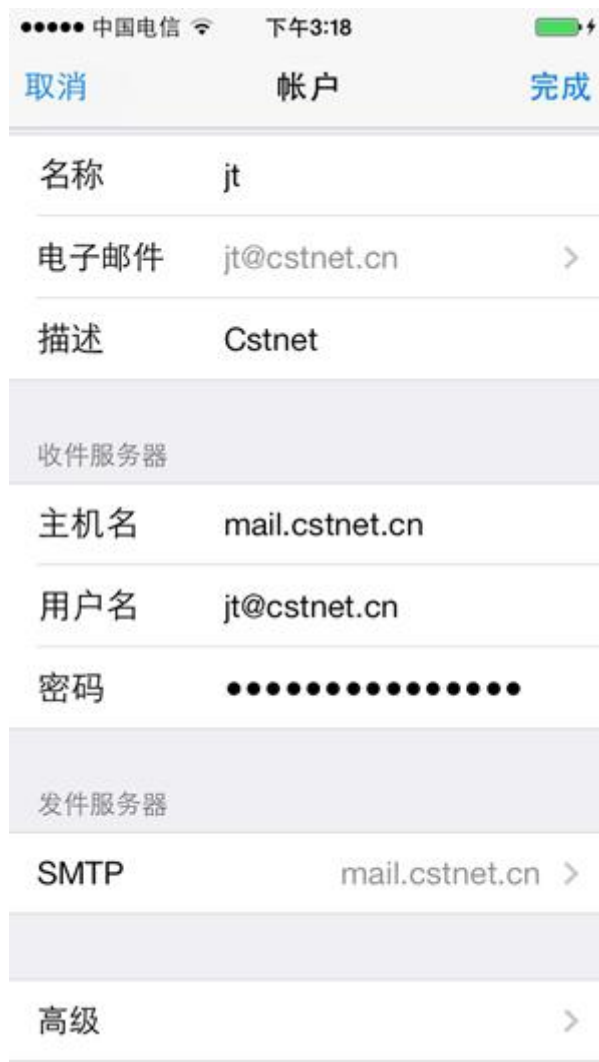 中国电信 下午3:18
取消 帐户 完成
名称 jt
电子邮件 jt@cstnet.cn
描述 Cstnet
收件服务器
主机名 mail.cstnet.cn
用户名 jt@cstnet.cn
密码 ●●●●●●●●●●●●●●●
发件服务器
SMTP mail.cstnet.cn
高级